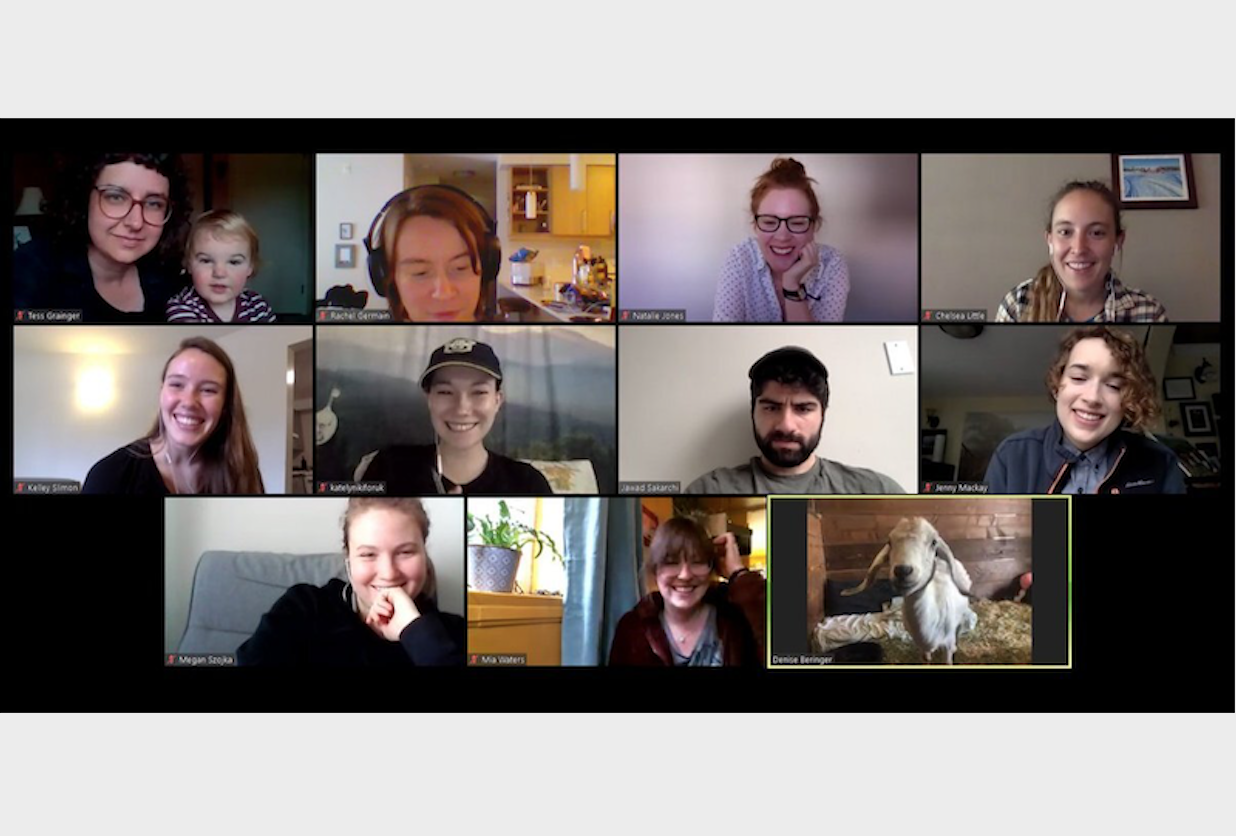 Tess Grainger
Rachel Germain
Natalie Jones
Chelsea Little
Kelley Slimon
katelynikiforuk
Jawad Sakarchi
Jenny Mackay
Megan Szojka
Mia Waters
Denise Beringer